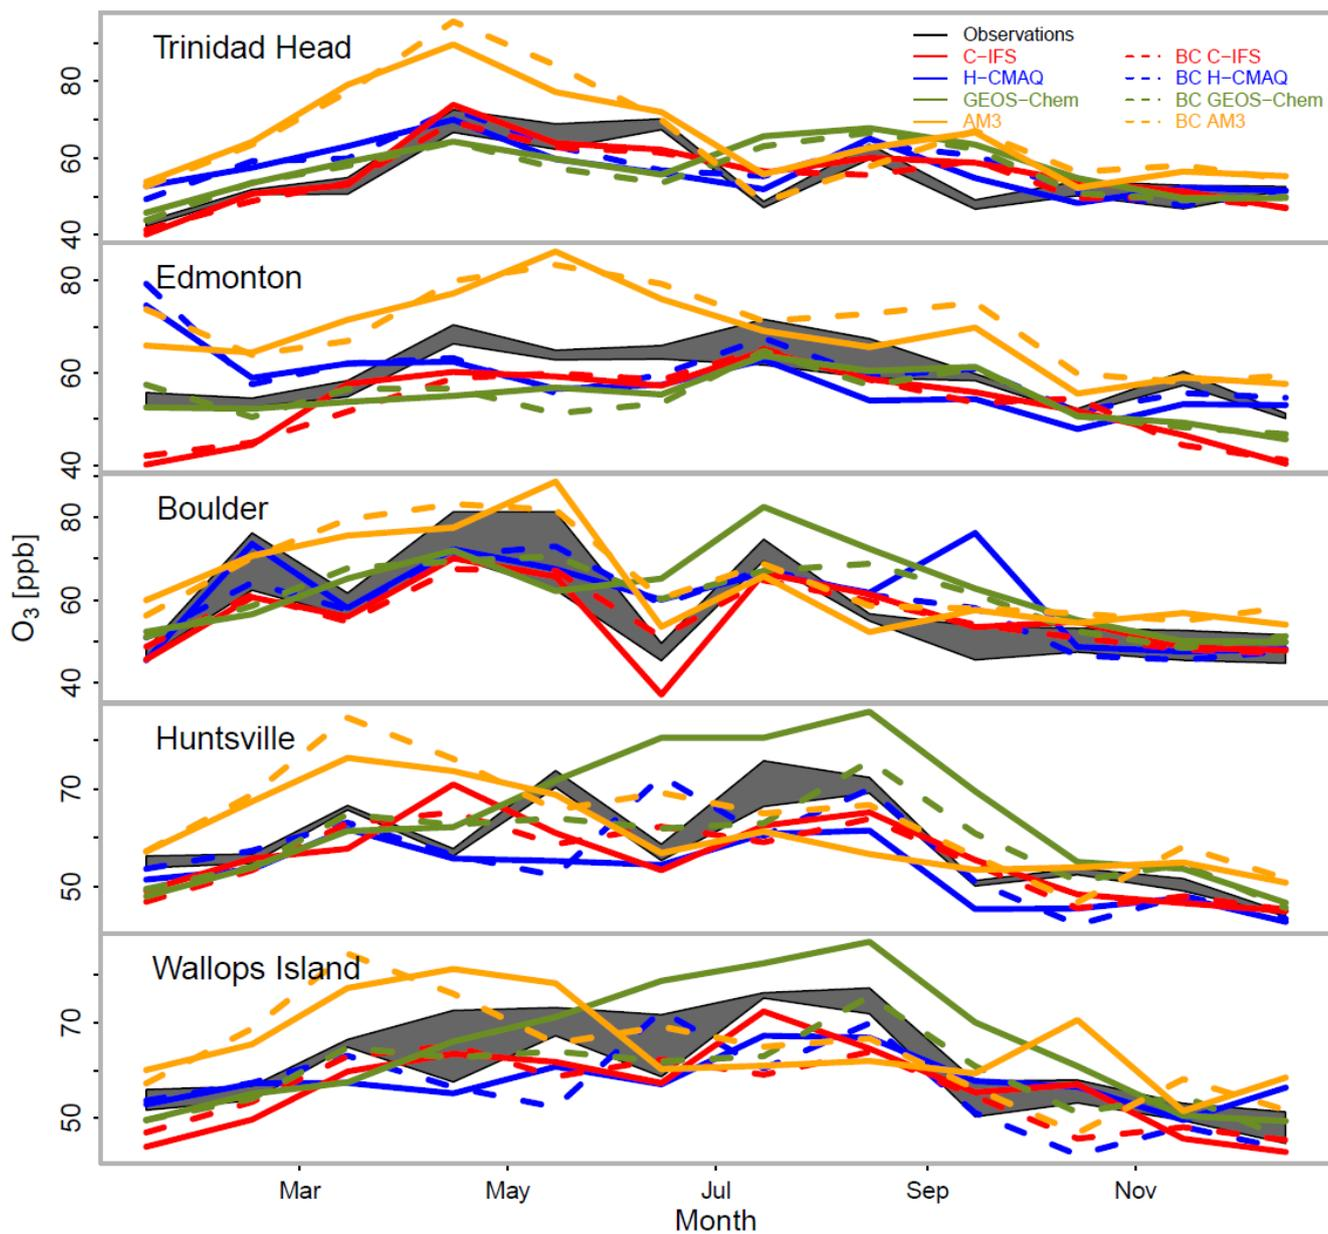 Trinidad Head
Observations
C−IFS BC C−IFS
H−CMAQ BC H−CMAQ
GEOS−Chem BC GEOS−Chem
AM3 BC AM3
80
60
40
Edmonton
80
60
40
Boulder
80
60
40
O3 [ppb]
Huntsville
70
50
Wallops Island
70
50
Mar May Jul Sep Nov
Month